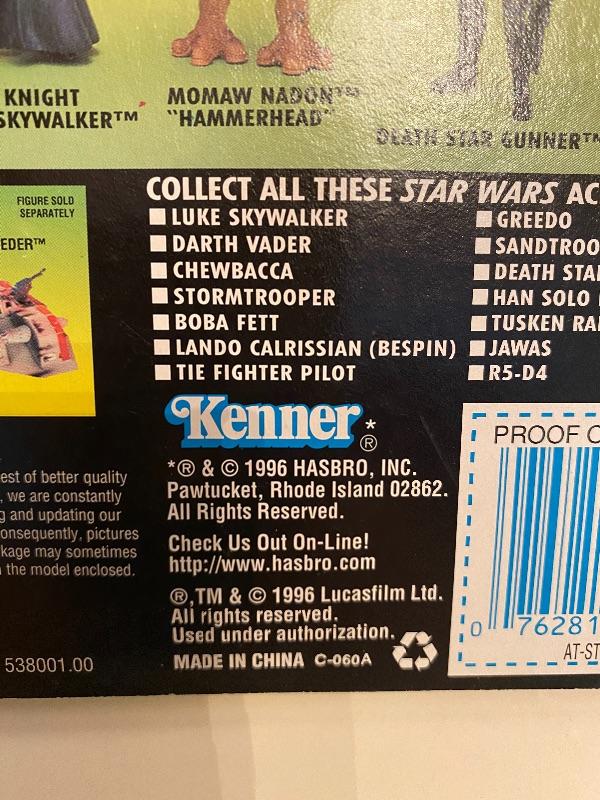 KNIGHT
SKYWALKER™
MOMAW NADON™
"HAMMERHEAD"
DEATH STAR GUNNER™
FIGURE SOLD
SEPARATELY
EDER™
COLLECT ALL THESE STAR WARS AC
LUKE SKYWALKER
DARTH VADER
CHEWBACCA
STORMTROOPER
BOBA FETT
LANDO CALRISSIAN (BESPIN)
TIE FIGHTER PILOT
GREEDO
SANDTROO
DEATH STA
HAN SOLO
TUSKEN RA
JAWAS
R5-D4
Kenner*®
*® & © 1996 HASBRO, INC.
Pawtucket, Rhode Island 02862.
All Rights Reserved.
Check Us Out On-Line!
http://www.hasbro.com
®,TM & © 1996 Lucasfilm Ltd.
All rights reserved.
Used under authorization.
MADE IN CHINA C-060A
est of better quality
, we are constantly
g and updating our
onsequently, pictures
kage may sometimes
the model enclosed.
538001.00
PROOF O
0 76281
AT-ST